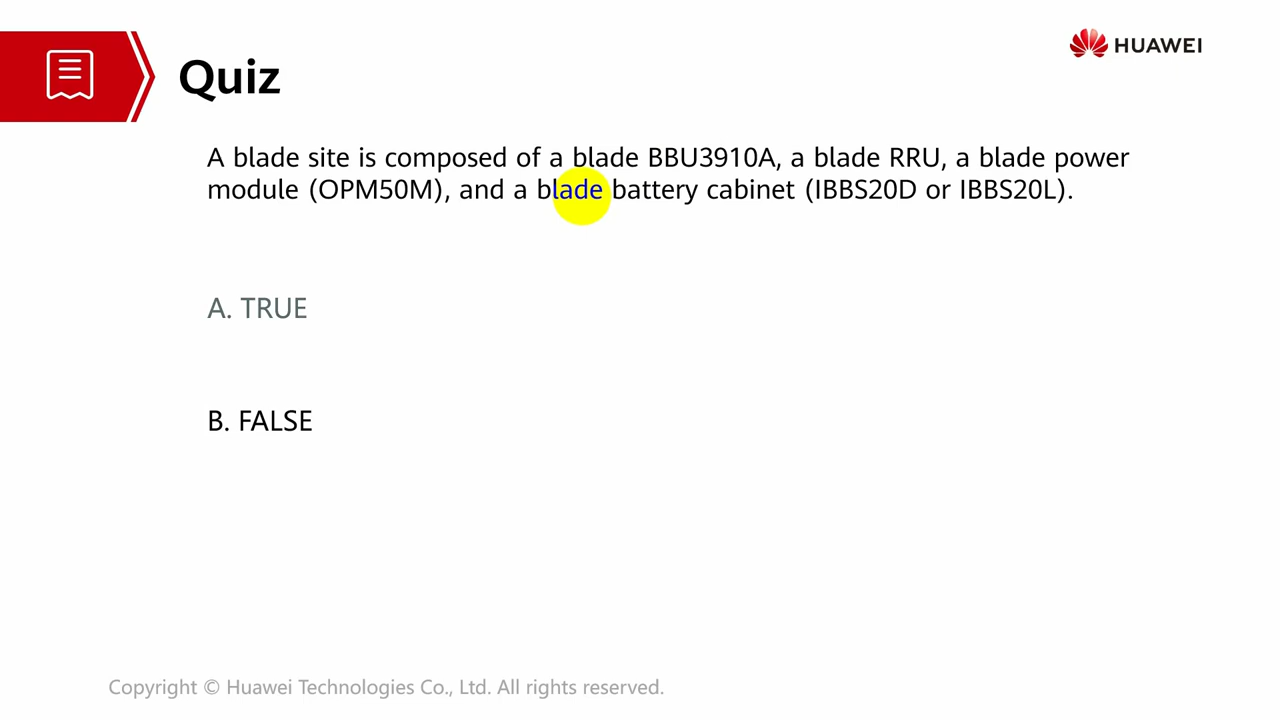 HUAWEI
Quiz
A blade site is composed of a blade BBU3910A, a blade RRU, a blade power
module (OPM50M), and a blade battery cabinet (IBBS20D or IBBS20L).
A. TRUE
B. FALSE
Copyright © Huawei Technologies Co., Ltd. All rights reserved.